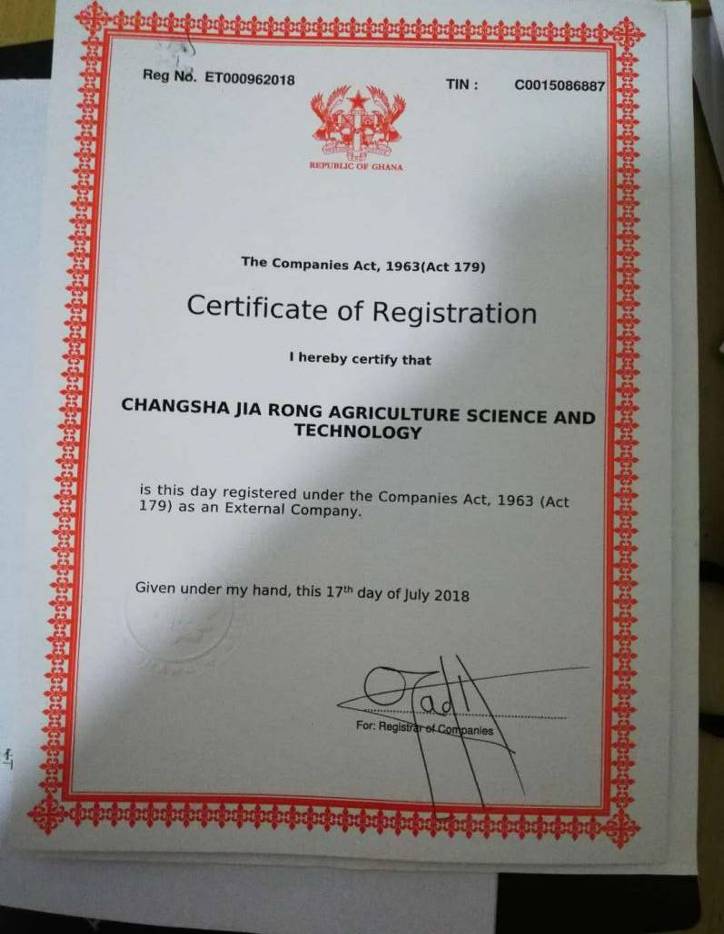 Reg No. ET000962018
TIN : C0015086887
REPUBLIC OF GHANA
The Companies Act, 1963(Act 179)
Certificate of Registration
I hereby certify that
CHANGSHA JIA RONG AGRICULTURE SCIENCE AND
TECHNOLOGY
is this day registered under the Companies Act, 1963 (Act
179) as an External Company.
Given under my hand, this 17th day of July 2018
For: Registrar of Companies